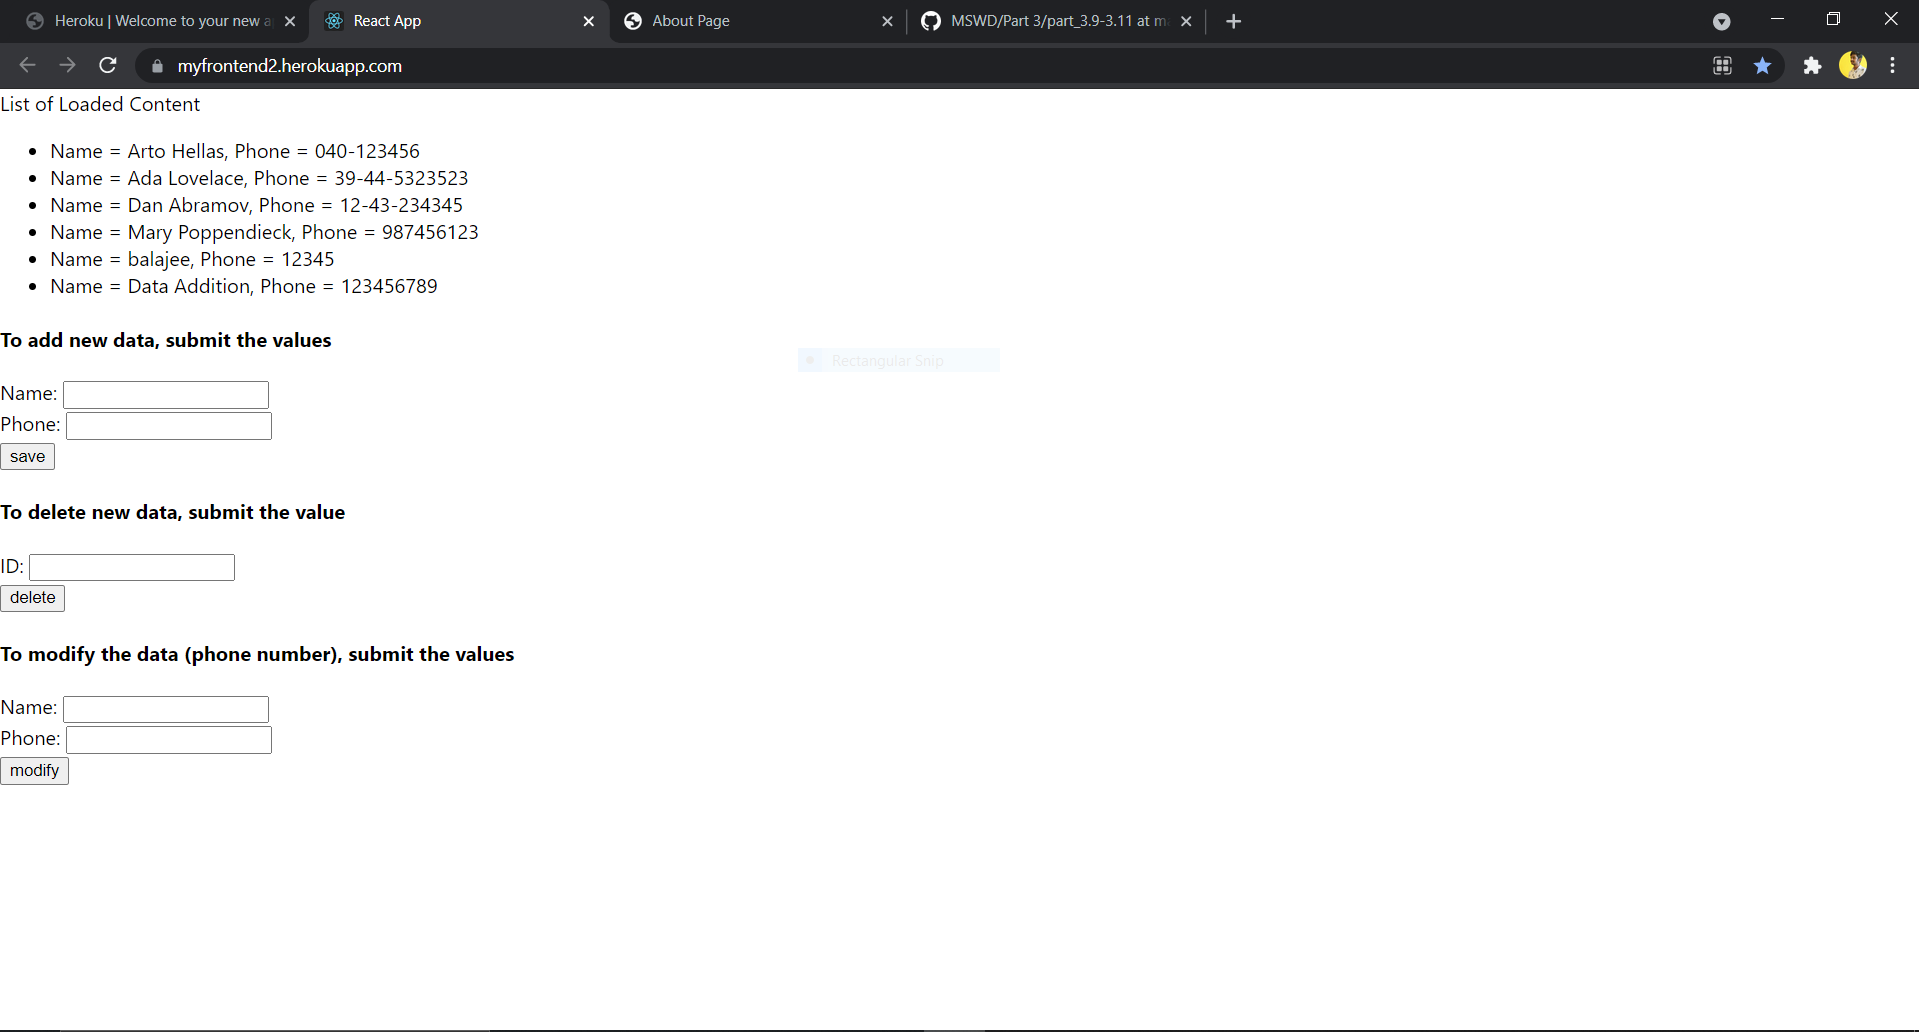 Heroku | Welcome to your new a
React App
About Page
MSWD/Part 3/part_3.9-3.11 at m
myfrontend2.herokuapp.com
List of Loaded Content
Name = Arto Hellas, Phone = 040-123456
Name = Ada Lovelace, Phone = 39-44-5323523
Name = Dan Abramov, Phone = 12-43-234345
Name = Mary Poppendieck, Phone = 987456123
Name = balajee, Phone = 12345
Name = Data Addition, Phone = 123456789
To add new data, submit the values
Rectangular Snip
Name:
Phone:
save
To delete new data, submit the value
ID:
delete
To modify the data (phone number), submit the values
Name:
Phone:
modify